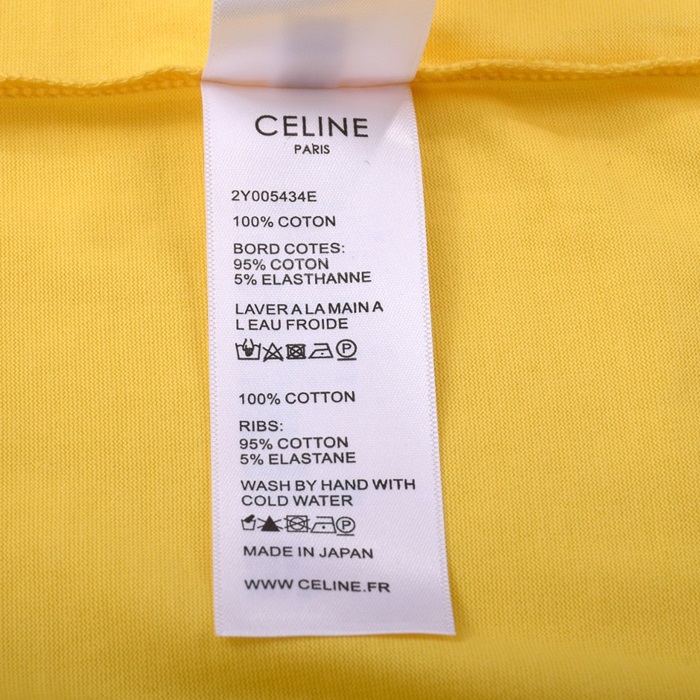 CELINE
PARIS
2Y005434E
100% COTON
BORD COTES:
95% COTON
5% ELASTHANNE
LAVER A LA MAIN A
L EAU FROIDE
P
100% COTTON
RIBS:
95% COTTON
5% ELASTANE
WASH BY HAND WITH
COLD WATER
P
MADE IN JAPAN
WWW CELINE.FR